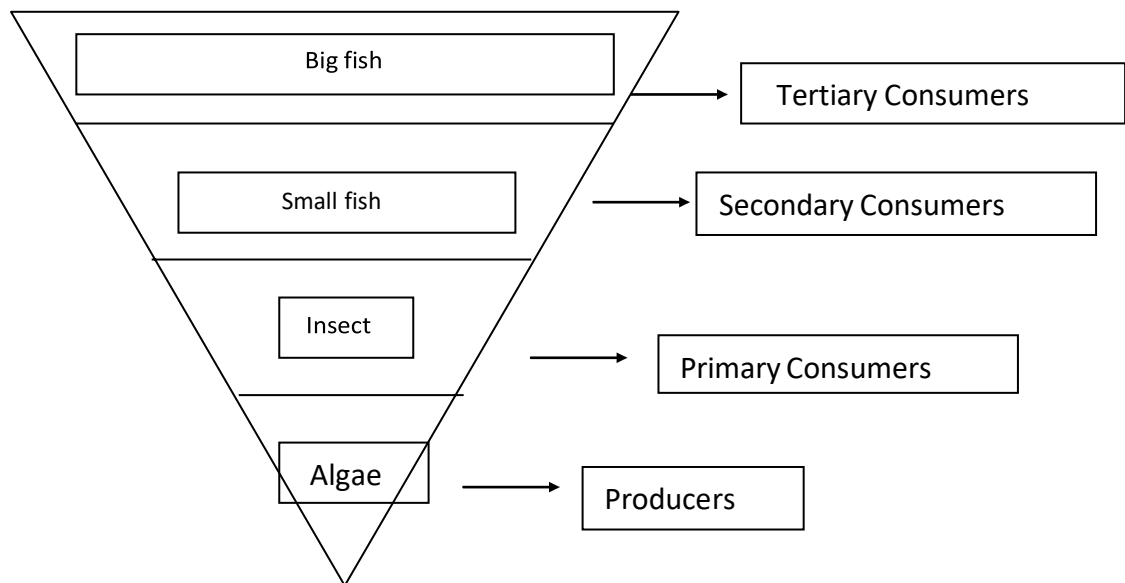 Big fish
Tertiary Consumers
Small fish
Secondary Consumers
Insect
Primary Consumers
Algae
Producers